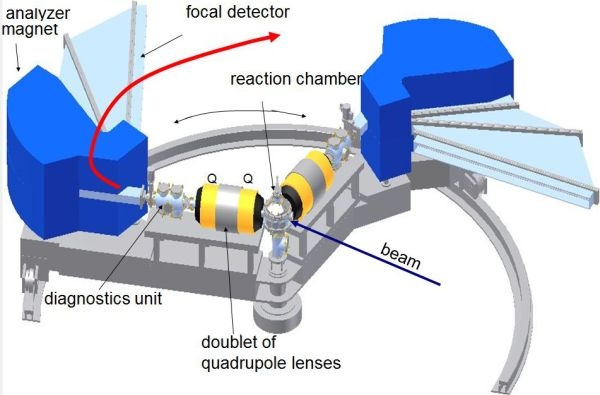 analyzer
magnet
focal detector
reaction chamber
Q Q
beam
diagnostics unit
doublet of
quadrupole lenses